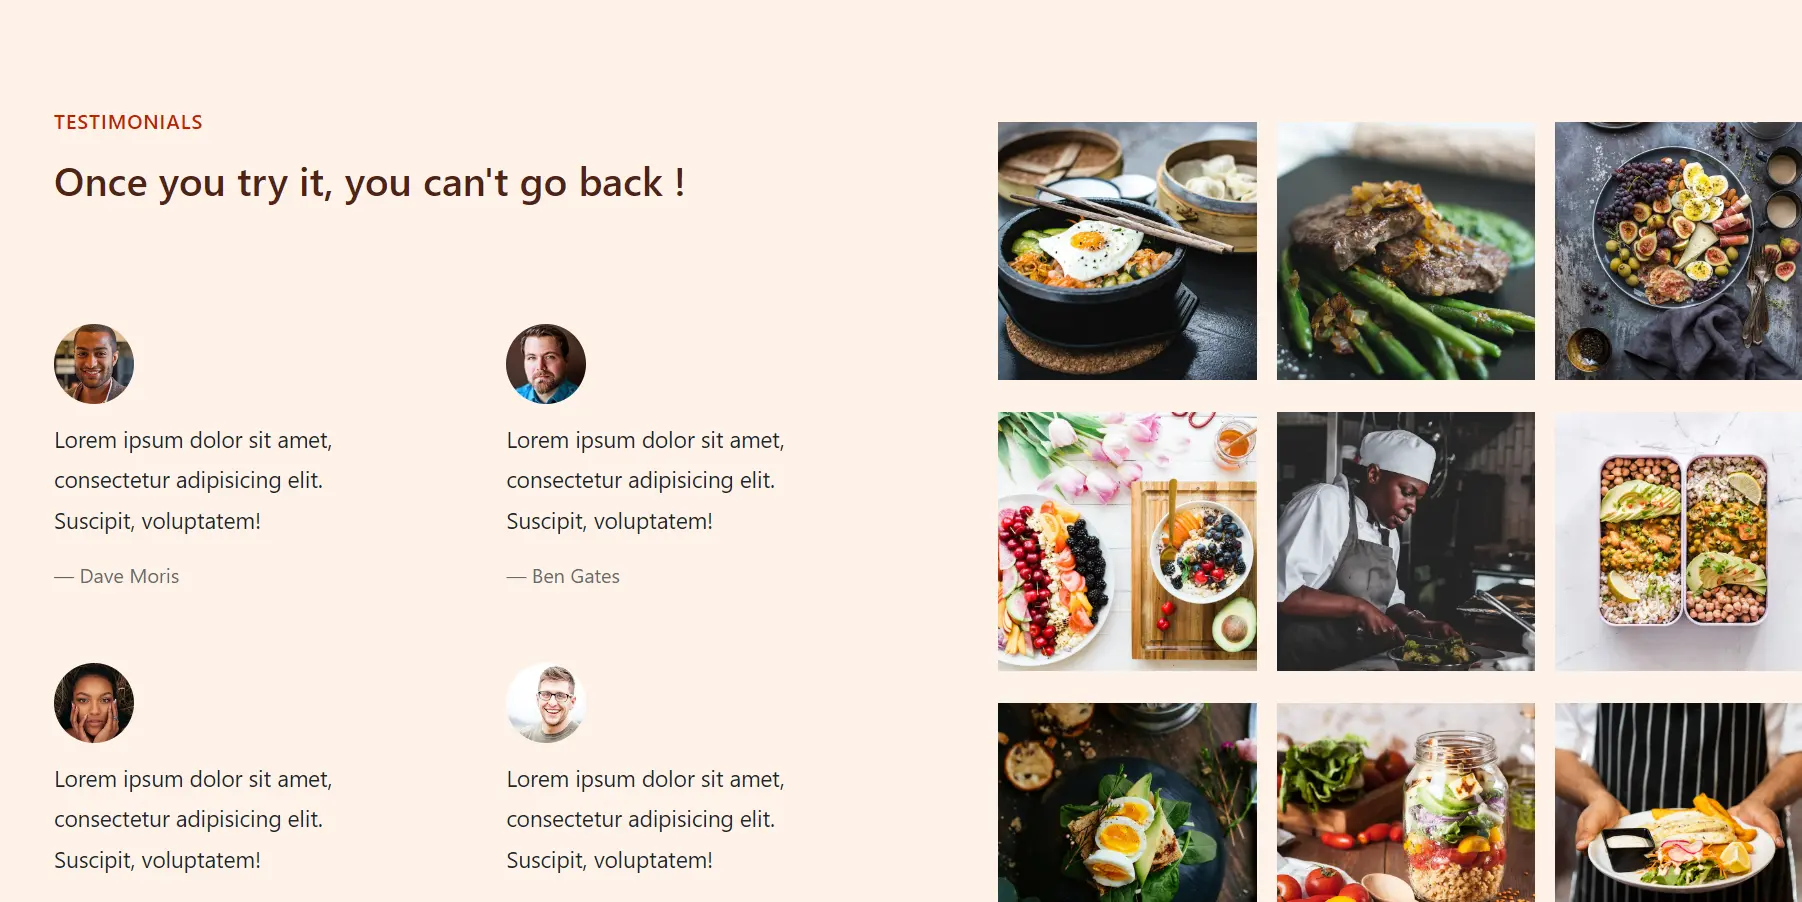 TESTIMONIALS
Once you try it, you can't go back !
Lorem ipsum dolor sit amet,
consectetur adipisicing elit.
Suscipit, voluptatem!
— Dave Moris
Lorem ipsum dolor sit amet,
consectetur adipisicing elit.
Suscipit, voluptatem!
— Ben Gates
Lorem ipsum dolor sit amet,
consectetur adipisicing elit.
Suscipit, voluptatem!
Lorem ipsum dolor sit amet,
consectetur adipisicing elit.
Suscipit, voluptatem!